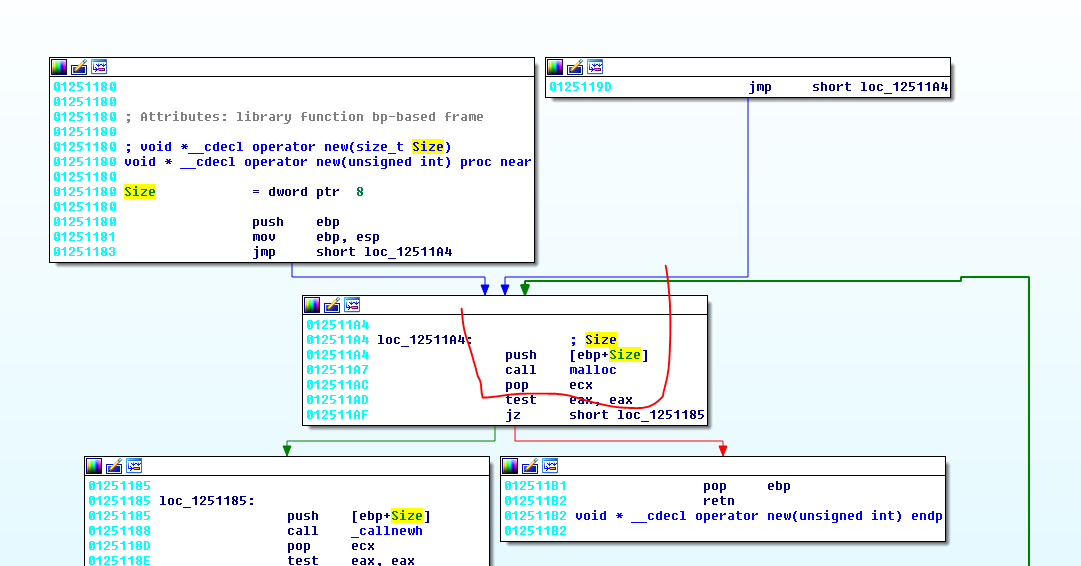 01251180
01251180
01251180 ; Attributes: library function bp-based frame
01251180
01251180 ; void *__cdecl operator new(size_t Size)
01251180 void * __cdecl operator new(unsigned int) proc near
01251180
01251180 Size = dword ptr 8
01251180
01251180 push ebp
01251181 mov ebp, esp
01251183 jmp short loc_12511A4
0125119D jmp short loc_12511A4
012511A4
012511A4 loc_12511A4: ; Size
012511A4 push [ebp+Size]
012511A7 call malloc
012511AC pop ecx
012511AD test eax, eax
012511AF jz short loc_1251185
01251185
01251185 loc_1251185:
01251185 push [ebp+Size]
01251188 call _callnewh
0125118D pop ecx
0125118E test eax, eax
012511B1 pop ebp
012511B2 retn
012511B2 void * __cdecl operator new(unsigned int) endp
012511B2